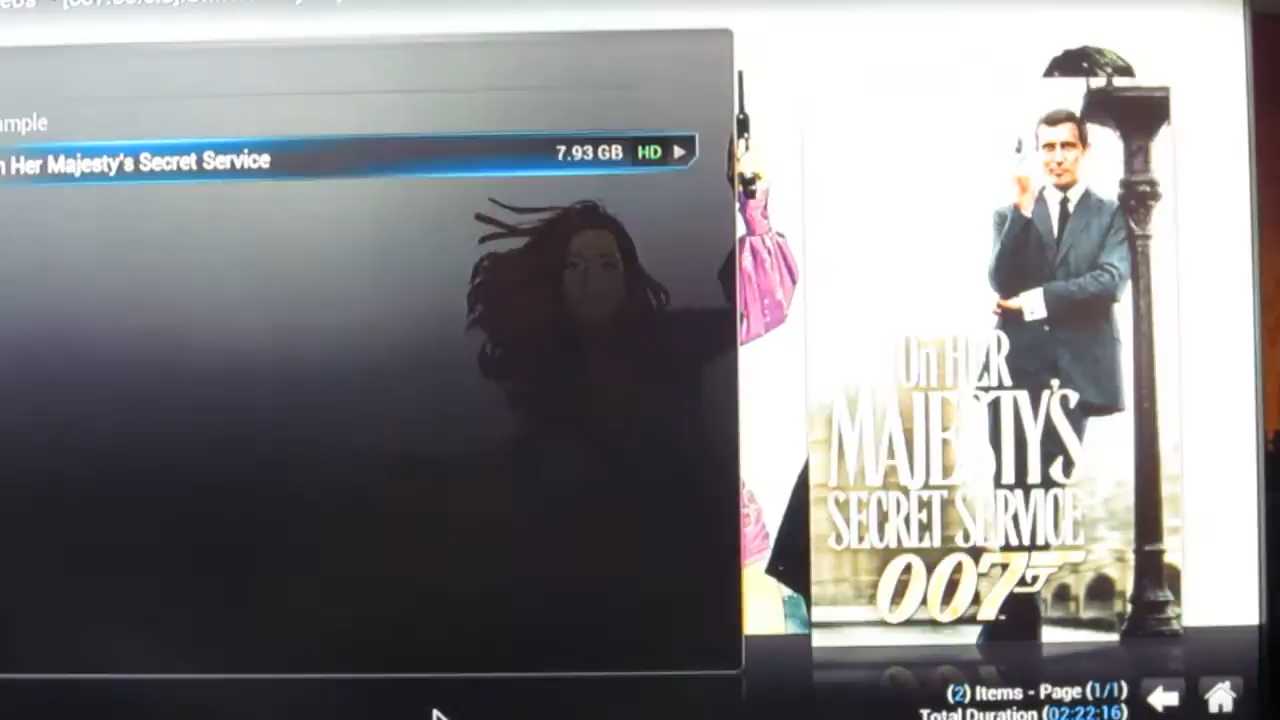 ample
n Her Majesty's Secret Service 7.93 GB HD
On HER
MAJESTY'S
SECRET SERVICE
007
(2) Items - Page (1/1)
Total Duration (02:22:16)